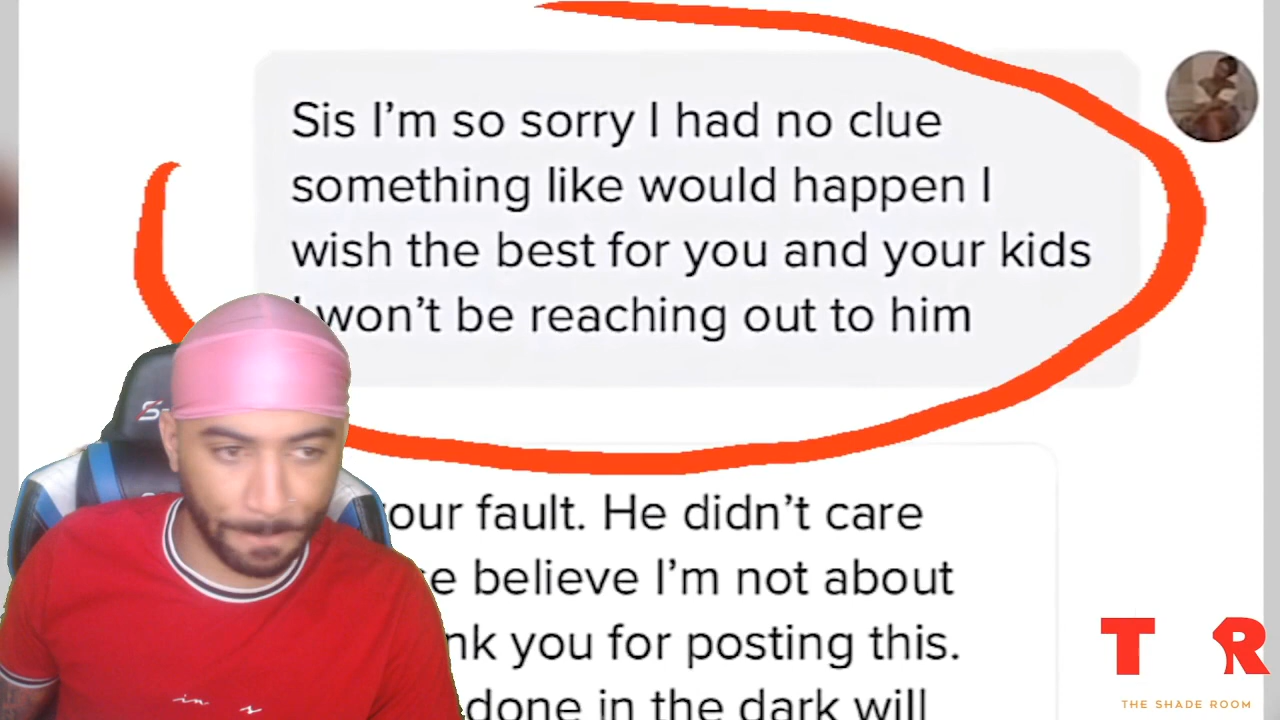 Sis I’m so sorry I had no clue
something like would happen I
wish the best for you and your kids
I won’t be reaching out to him
your fault. He didn’t care
believe I’m not about
you for posting this.
done in the dark will
T R
THE SHADE ROOM